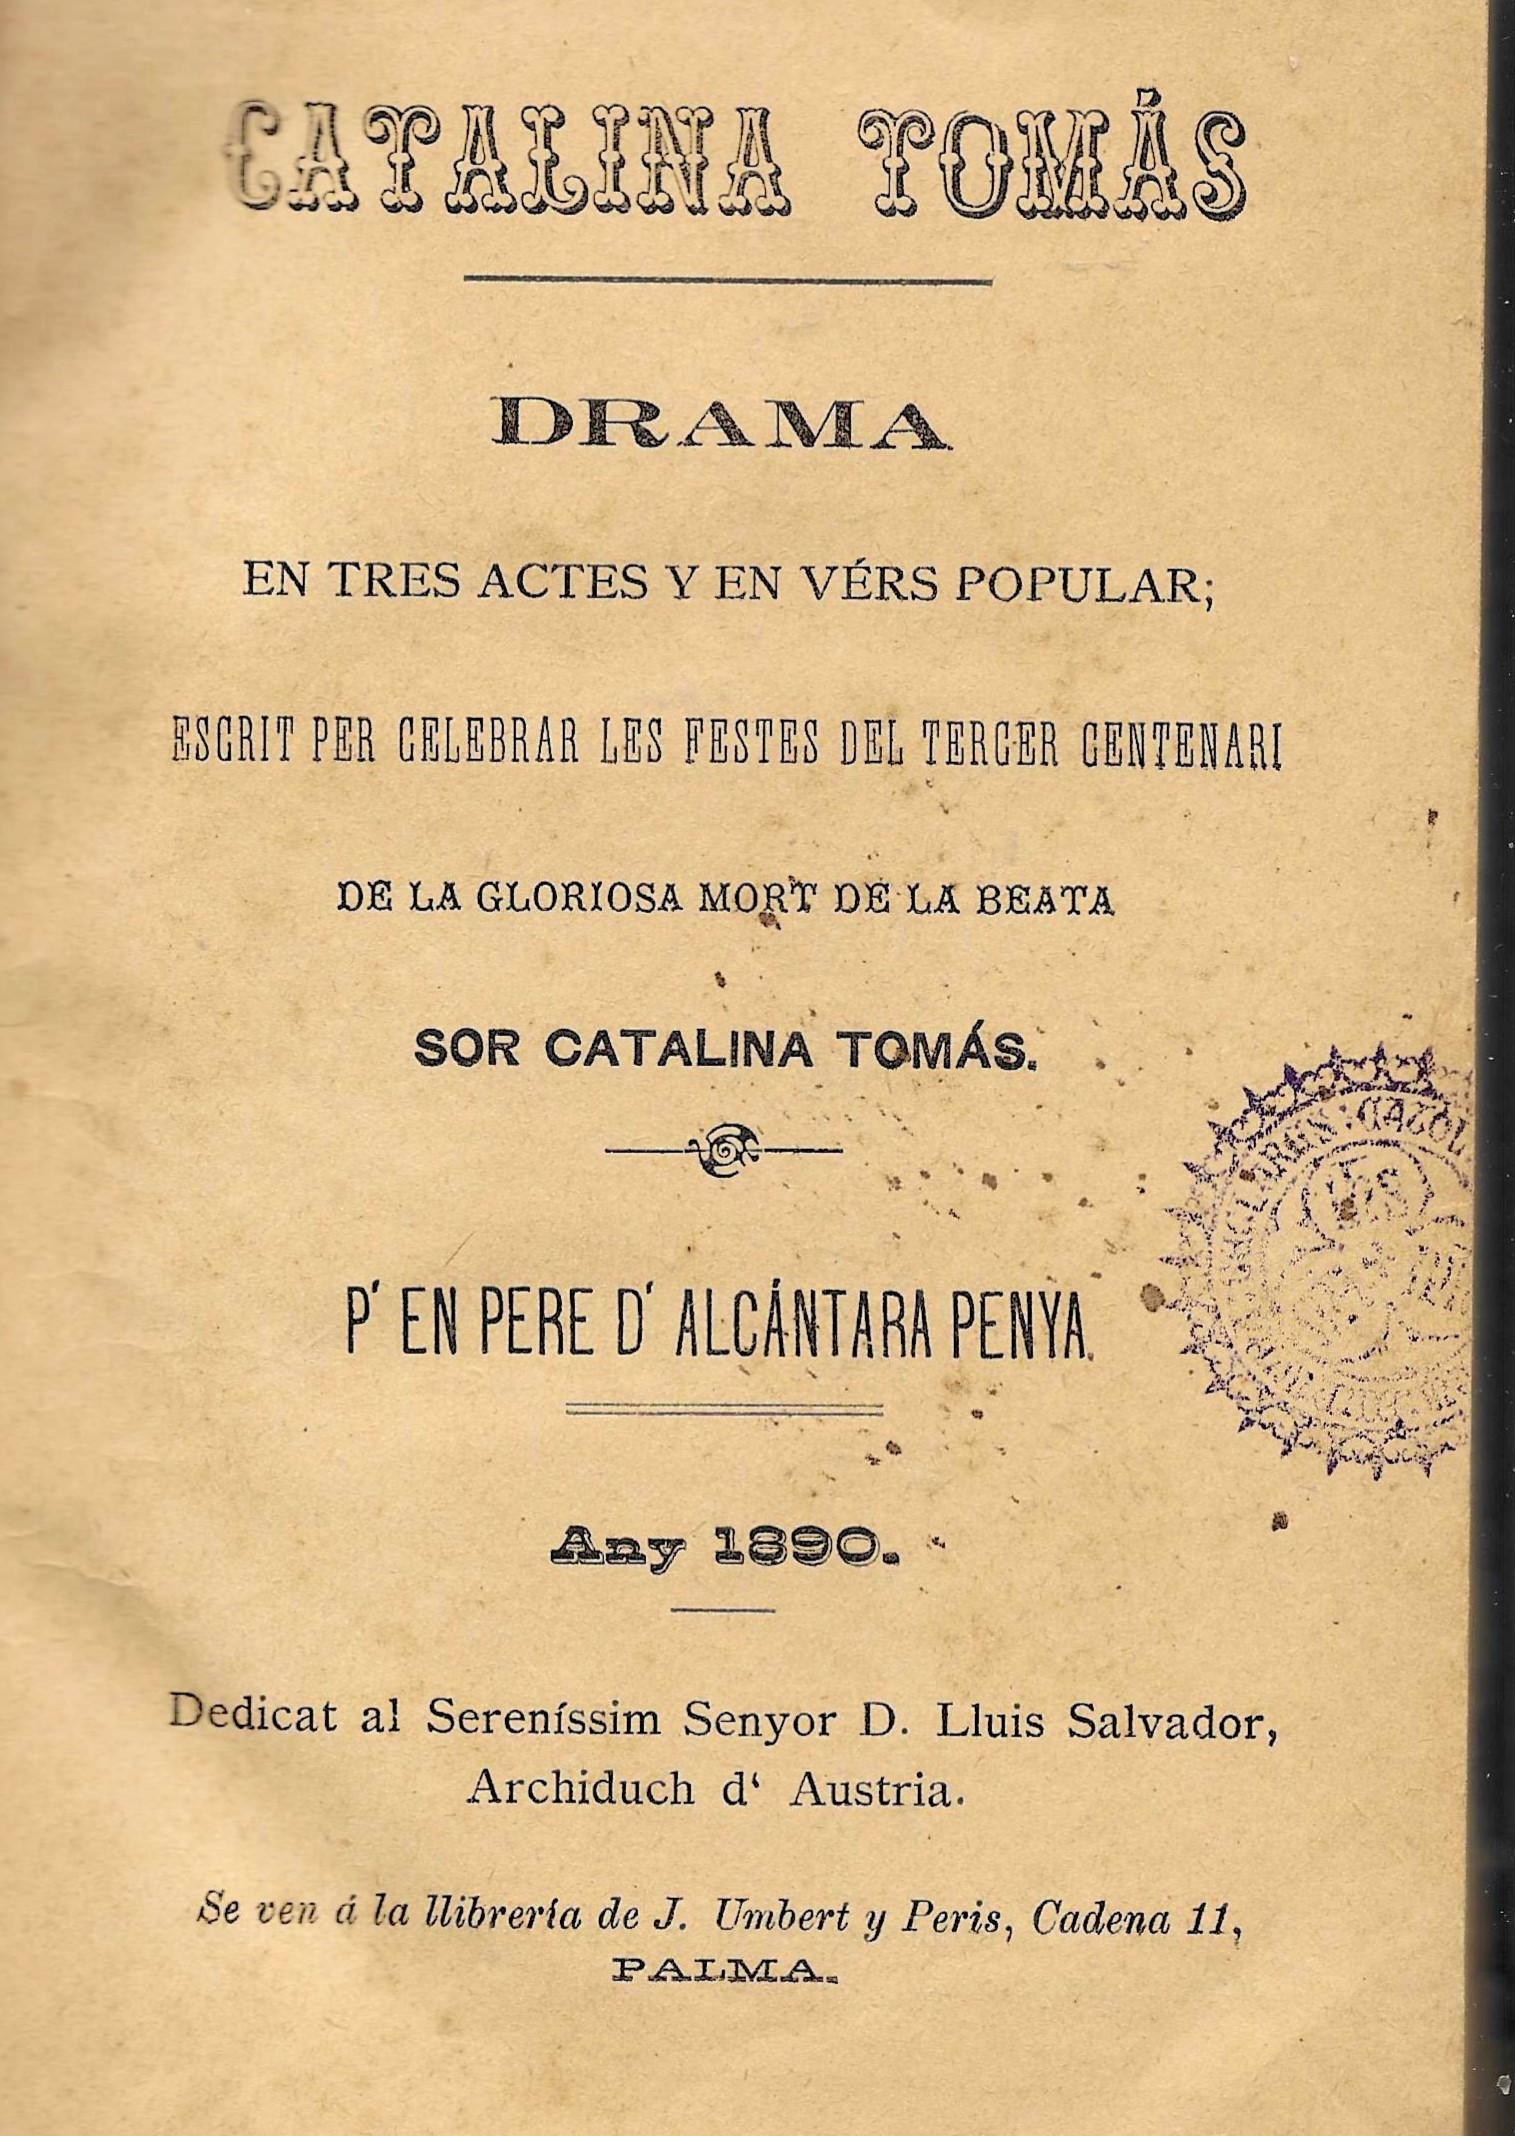 CATALINA TOMÁS
DRAMA
EN TRES ACTES Y EN VÉRS POPULAR;
ESCRIT PER CELEBRAR LES FESTES DEL TERCER CENTENARI
DE LA GLORIOSA MORT DE LA BEATA
SOR CATALINA TOMÁS.
P' EN PERE D' ALCÁNTARA PENYA.
Any 1890.
Dedicat al Sereníssim Senyor D. Lluis Salvador,
Archiduch d‘ Austria.
Se ven á la llibrería de J. Umbert y Peris, Cadena 11,
PALMA.